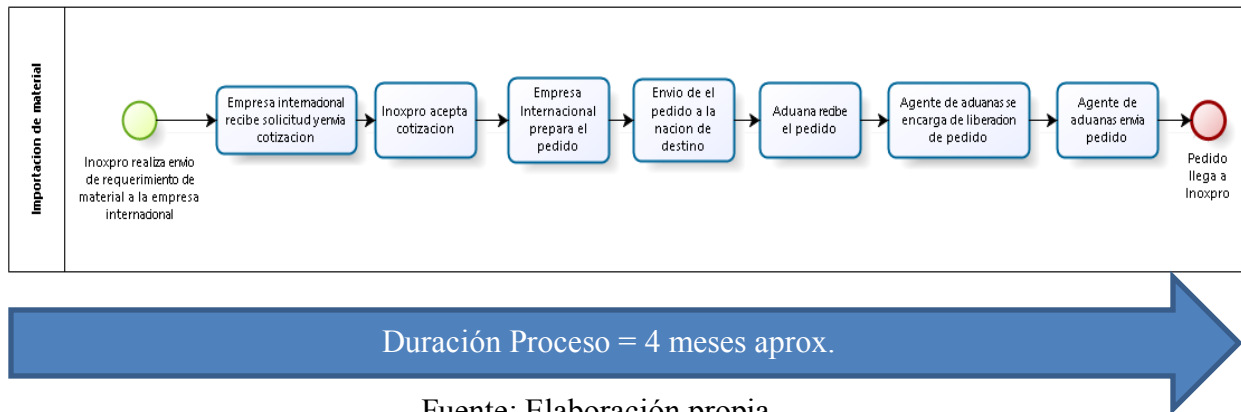 Importacion de material
Inoxpro realiza envio
de requerimiento de
material a la empresa
internacional
Empresa internacional
recibe solicitud y envia
cotizacion
Inoxpro acepta
cotizacion
Empresa
Internacional
prepara el
pedido
Envio de el
pedido a la
nacion de
destino
Aduana recibe
el pedido
Agente de aduanas se
encarga de liberacion
de pedido
Agente de
aduanas envia
pedido
Pedido
llega a
Inoxpro
Duración Proceso = 4 meses aprox.
Fuente: Elaboración propia